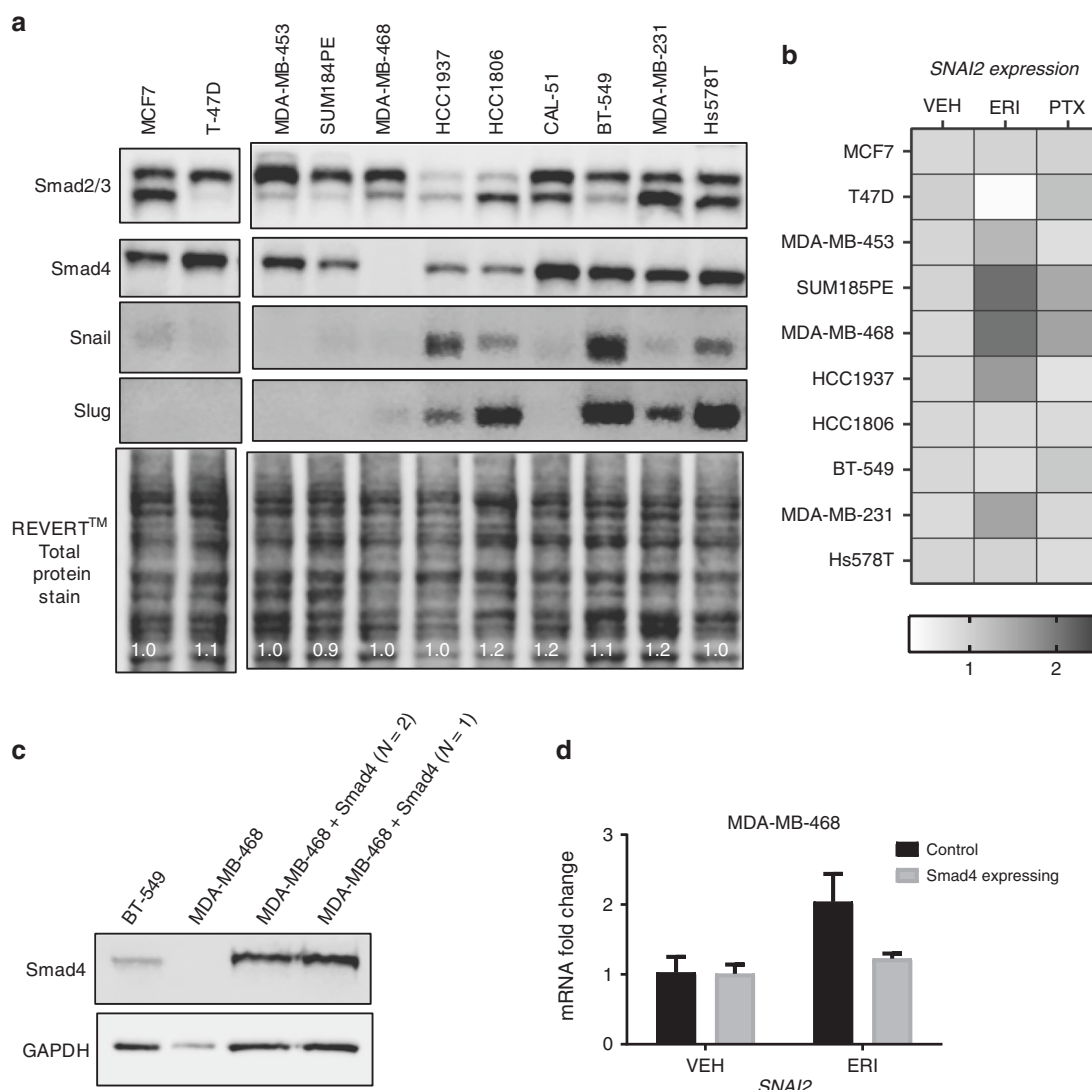 a
MCF7
T-47D
MDA-MB-453
SUM184PE
MDA-MB-468
HCC1937
HCC1806
CAL-51
BT-549
MDA-MB-231
Hs578T
Smad2/3
Smad4
Snail
Slug
REVERT™
Total
protein
stain
1.0 1.1 1.0 0.9 1.0 1.0 1.2 1.2 1.1 1.2 1.0
b
SNAI2 expression
VEH ERI PTX
MCF7
T47D
MDA-MB-453
SUM185PE
MDA-MB-468
HCC1937
HCC1806
BT-549
MDA-MB-231
Hs578T
1 2
c
BT-549
MDA-MB-468
MDA-MB-468 + Smad4 (N = 2)
MDA-MB-468 + Smad4 (N = 1)
Smad4
GAPDH
d
MDA-MB-468
mRNA fold change
3
2
1
0
Control
Smad4 expressing
VEH ERI
SNAI2